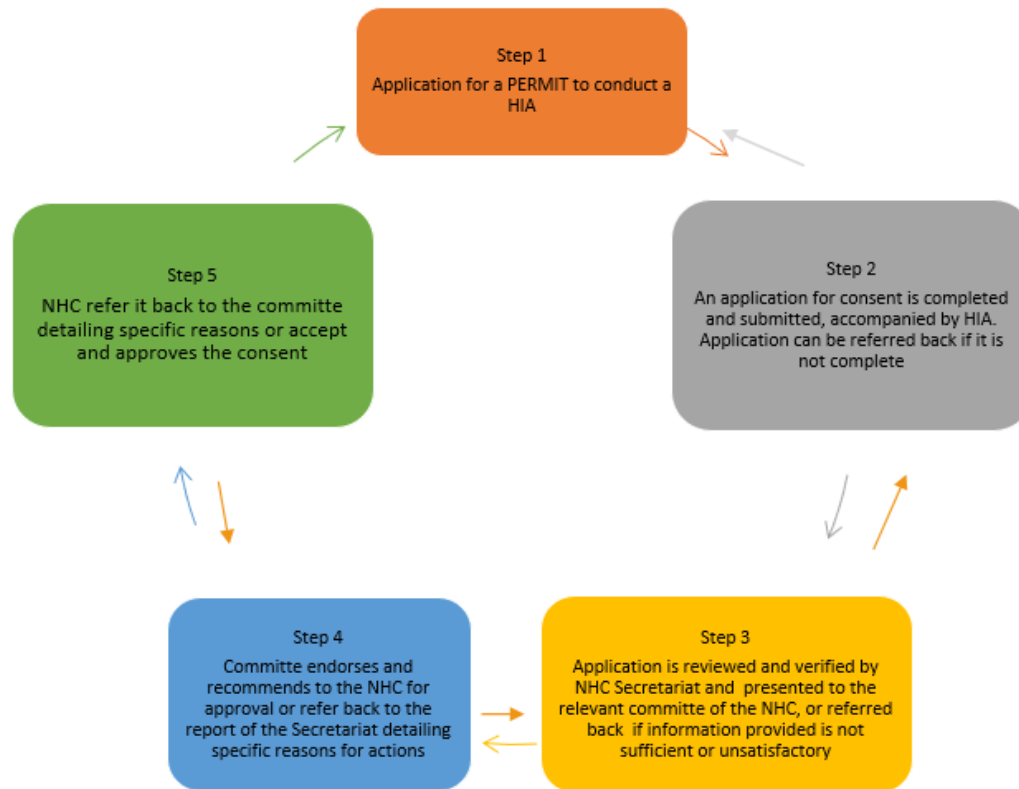 Step 1
Application for a PERMIT to conduct a
HIA
Step 2
An application for consent is completed
and submitted, accompanied by HIA.
Application can be referred back if it is
not complete
Step 3
Application is reviewed and verified by
NHC Secretariat and presented to the
relevant committe of the NHC, or referred
back if information provided is not
sufficient or unsatisfactory
Step 4
Committe endorses and
recommends to the NHC for
approval or refer back to the
report of the Secretariat detailing
specific reasons for actions
Step 5
NHC refer it back to the committe
detailing specific reasons or accept
and approves the consent